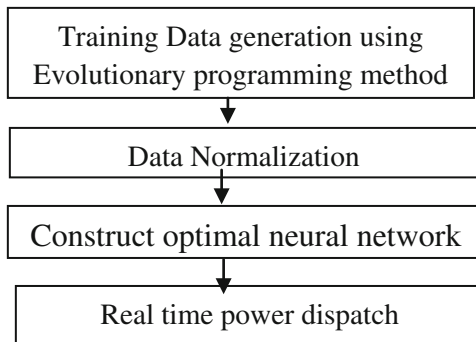 Training Data generation using
Evolutionary programming method
Data Normalization
Construct optimal neural network
Real time power dispatch